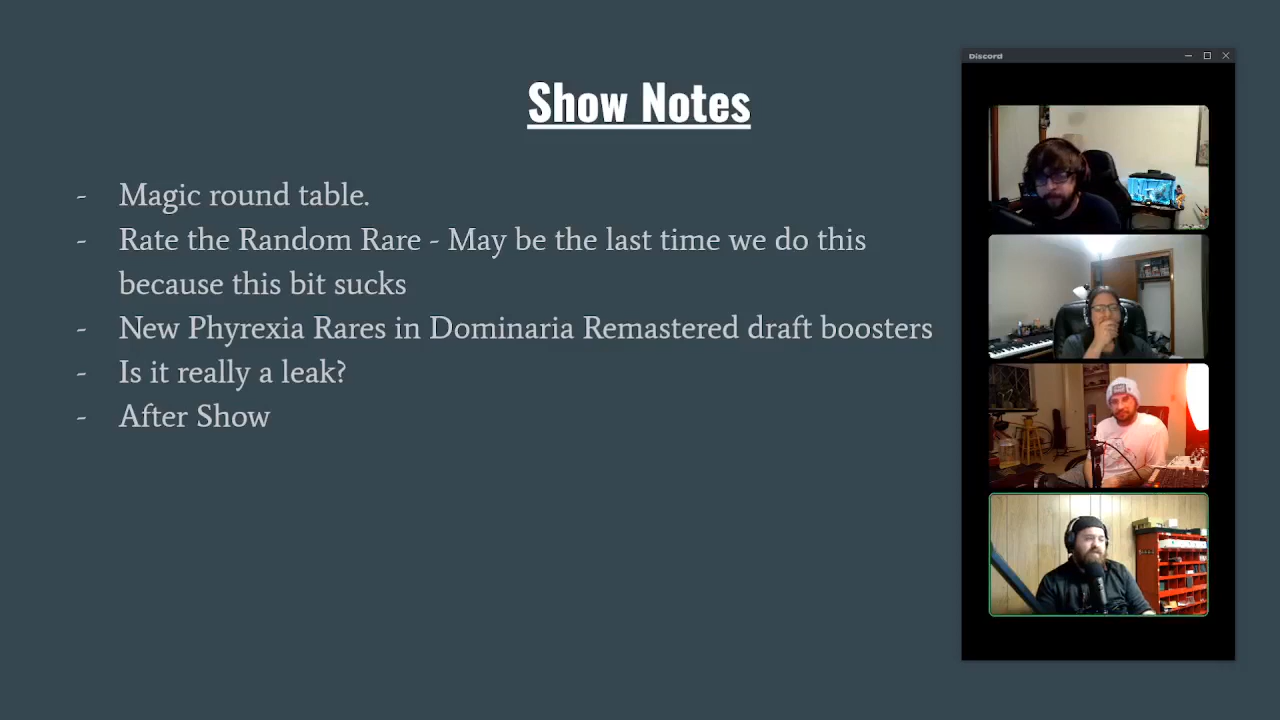 Show Notes
- Magic round table.
- Rate the Random Rare - May be the last time we do this
because this bit sucks
- New Phyrexia Rares in Dominaria Remastered draft boosters
- Is it really a leak?
- After Show
Discord